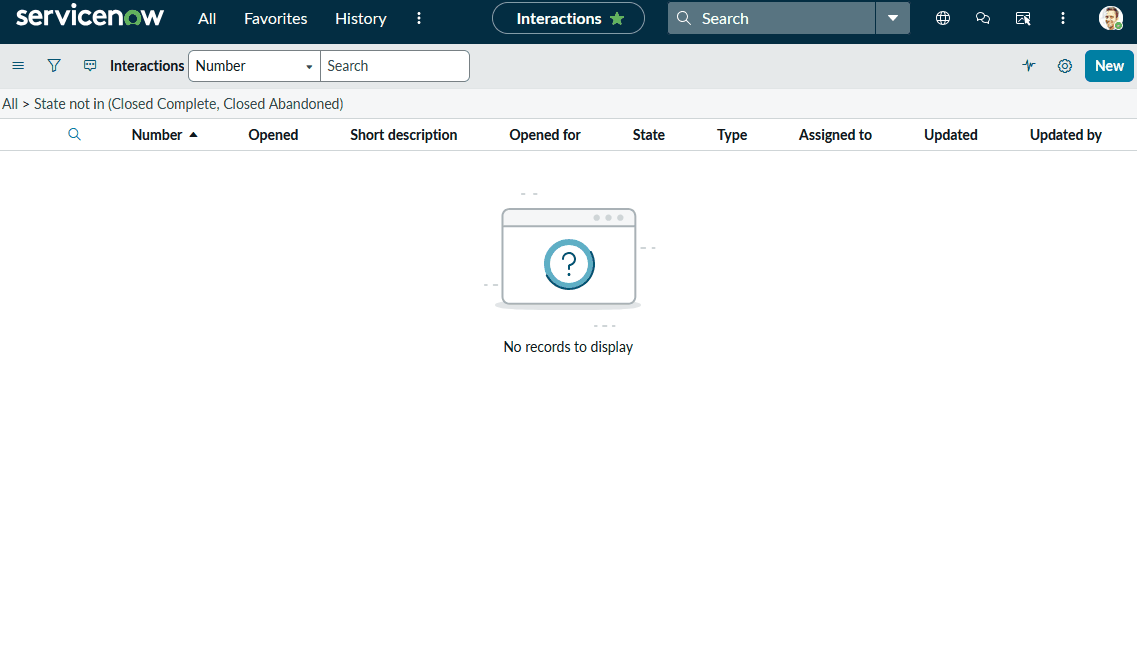 servicenow All Favorites History Interactions Search
Interactions Number Search New
All > State not in (Closed Complete, Closed Abandoned)
Number Opened Short description Opened for State Type Assigned to Updated Updated by
?
No records to display